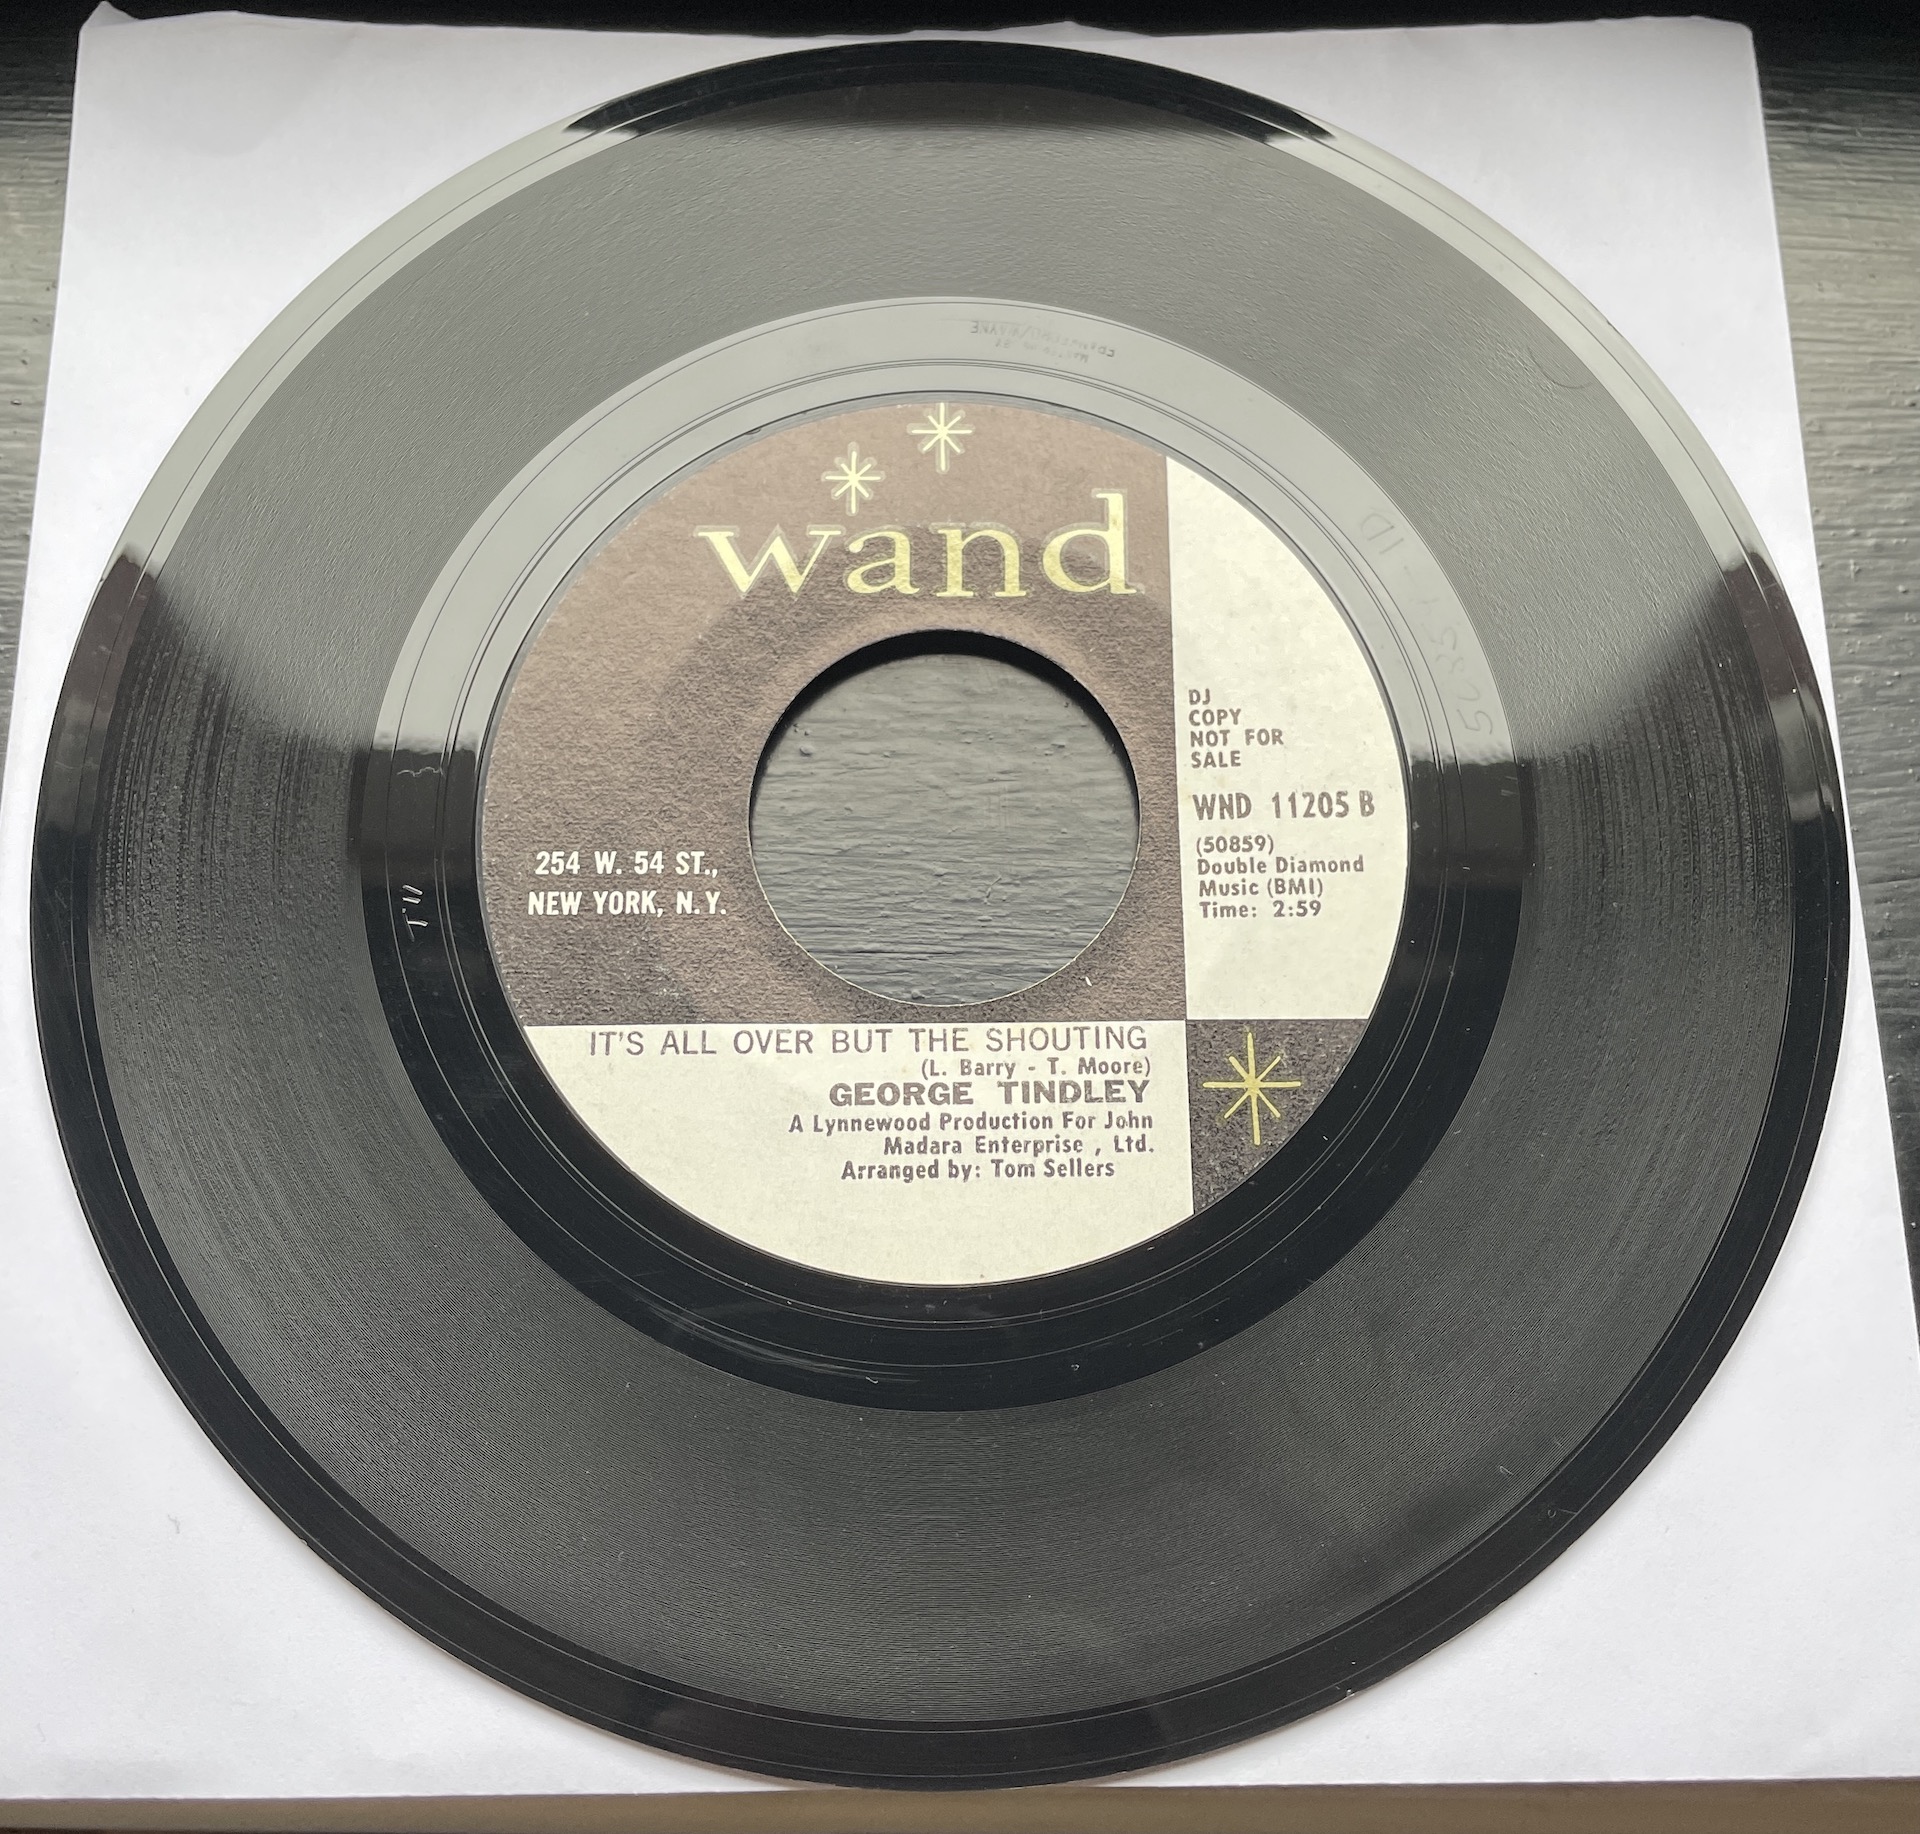 wand
DJ
COPY
NOT FOR
SALE
WND 11205 B
(50859)
Double Diamond
Music (BMI)
Time: 2:59
254 W. 54 ST.,
NEW YORK, N.Y.
IT'S ALL OVER BUT THE SHOUTING
(L. Barry - T. Moore)
GEORGE TINDLEY
A Lynnewood Production For John
Madara Enterprise , Ltd.
Arranged by: Tom Sellers